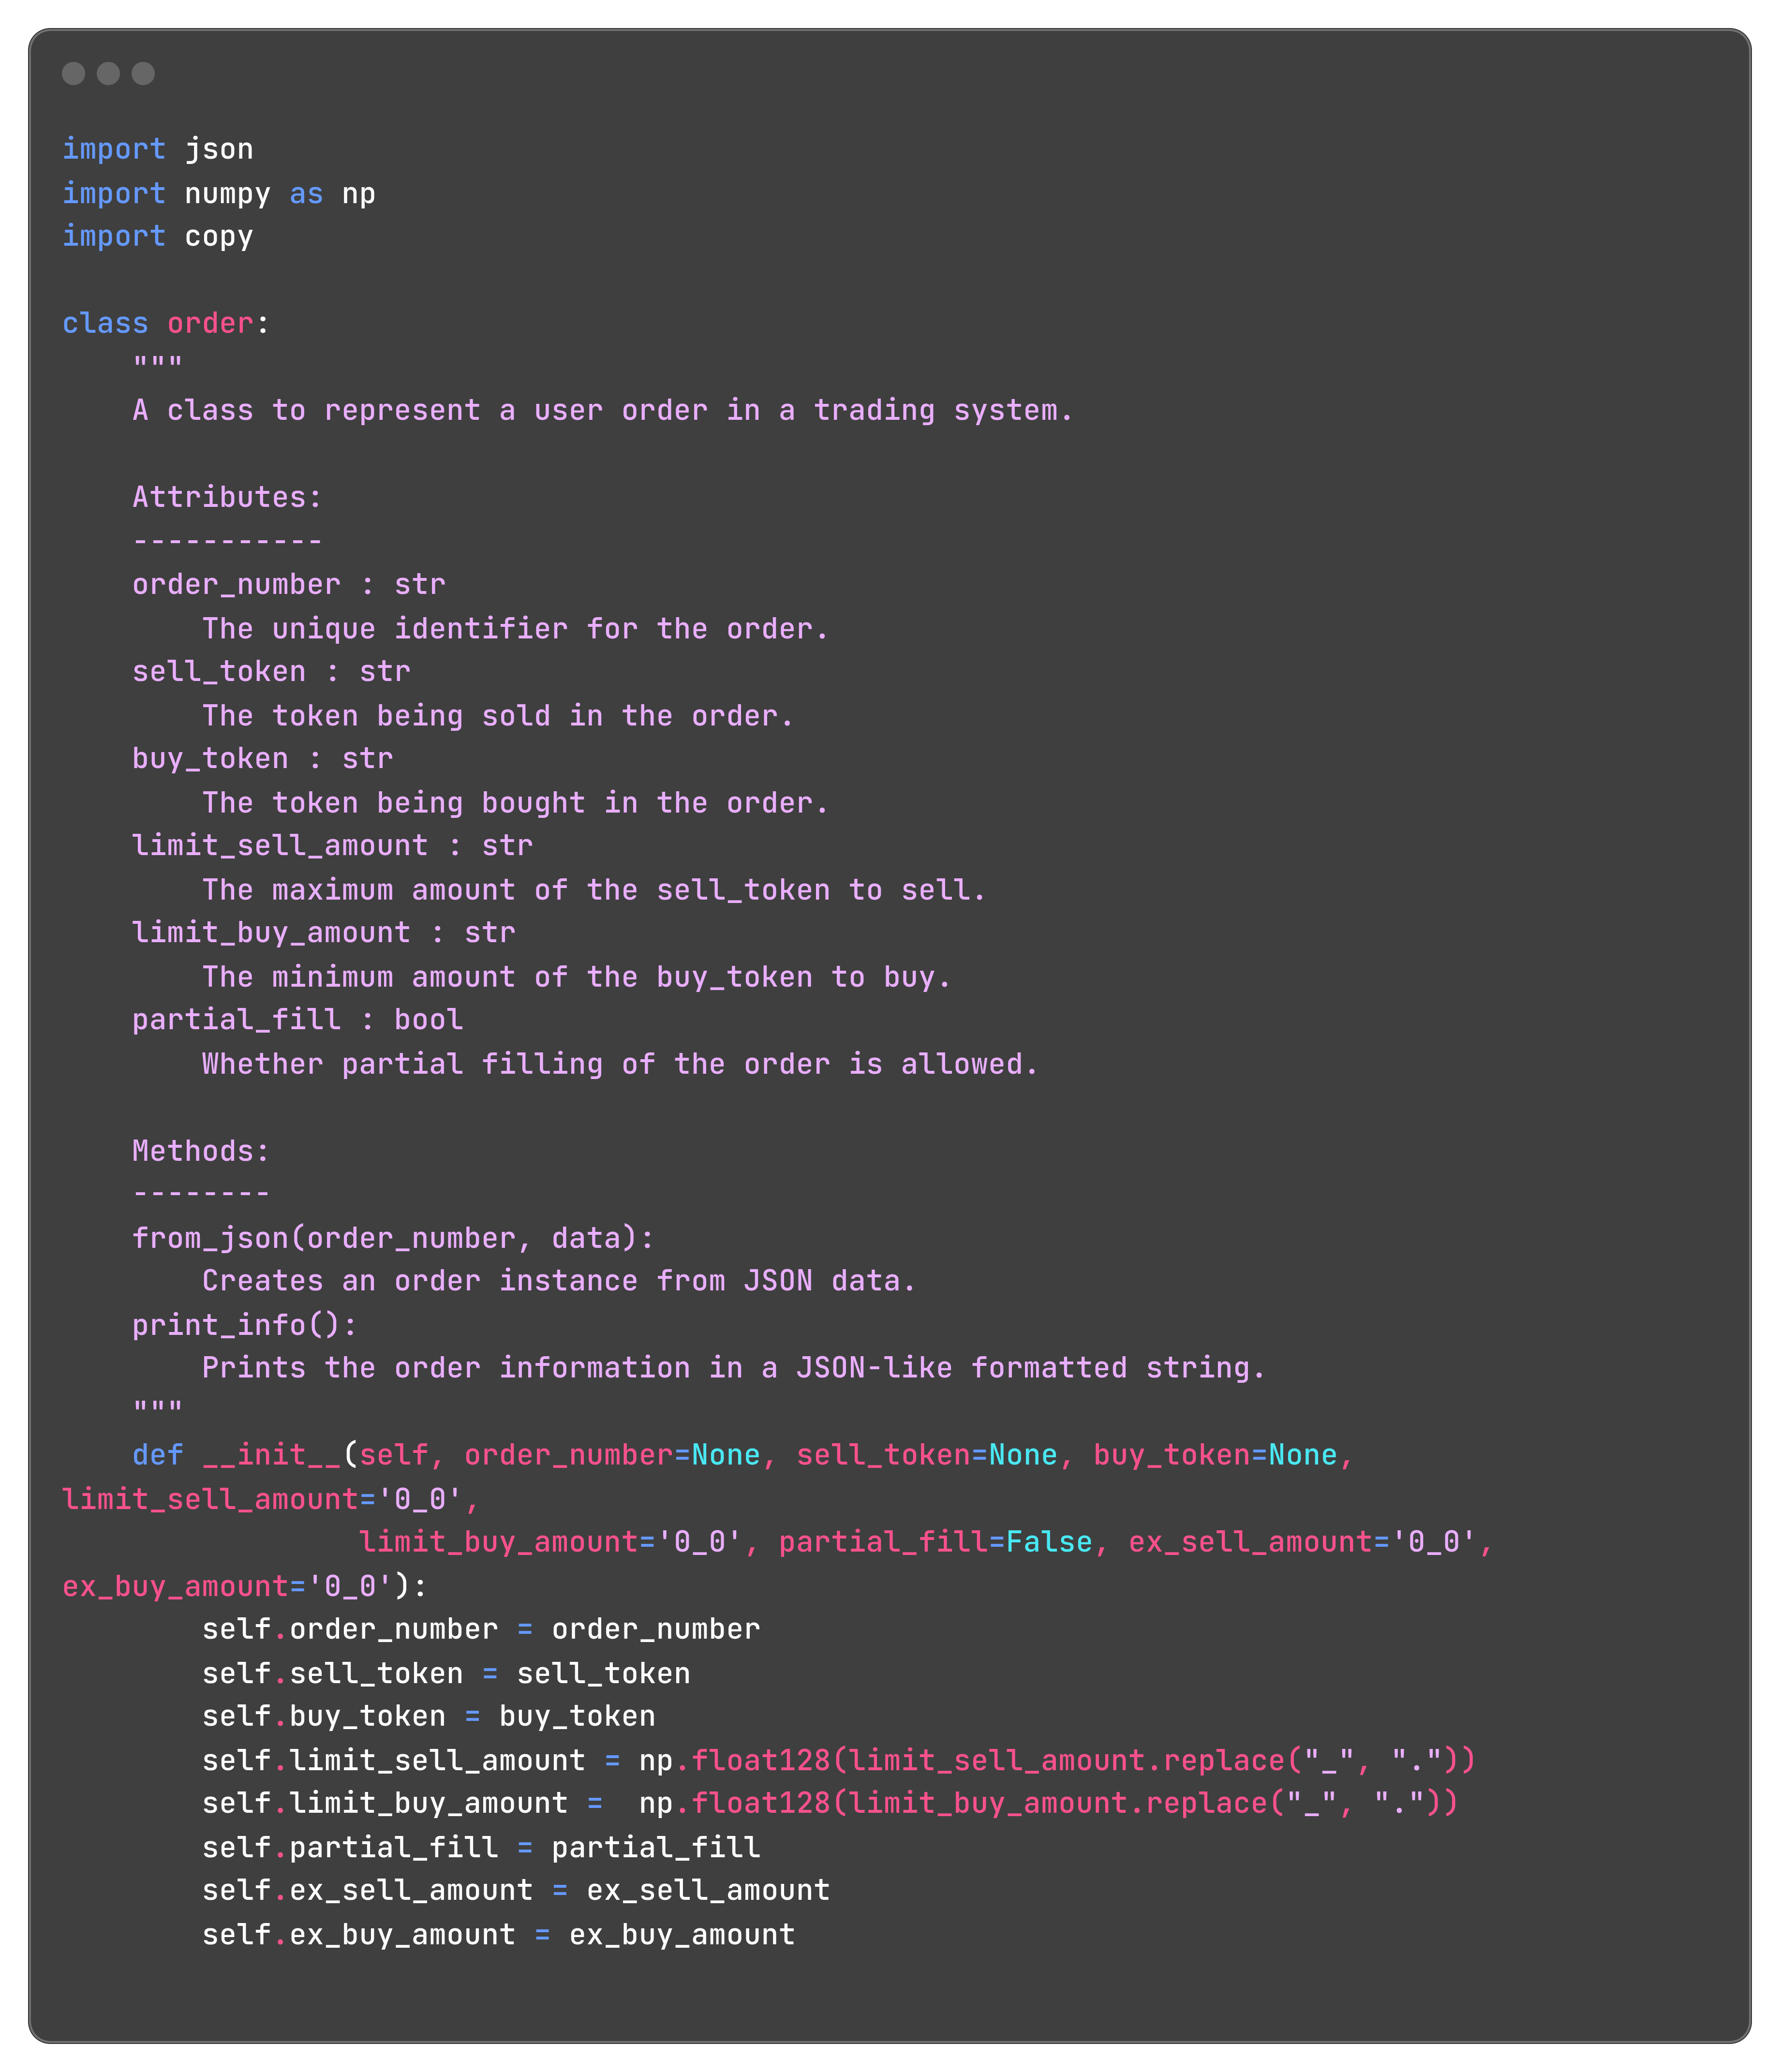 import json
import numpy as np
import copy

class order:
    """
    A class to represent a user order in a trading system.

    Attributes:
    -----------
    order_number : str
        The unique identifier for the order.
    sell_token : str
        The token being sold in the order.
    buy_token : str
        The token being bought in the order.
    limit_sell_amount : str
        The maximum amount of the sell_token to sell.
    limit_buy_amount : str
        The minimum amount of the buy_token to buy.
    partial_fill : bool
        Whether partial filling of the order is allowed.

    Methods:
    --------
    from_json(order_number, data):
        Creates an order instance from JSON data.
    print_info():
        Prints the order information in a JSON-like formatted string.
    """
    def __init__(self, order_number=None, sell_token=None, buy_token=None,
limit_sell_amount='0_0',
                 limit_buy_amount='0_0', partial_fill=False, ex_sell_amount='0_0',
ex_buy_amount='0_0'):
        self.order_number = order_number
        self.sell_token = sell_token
        self.buy_token = buy_token
        self.limit_sell_amount = np.float128(limit_sell_amount.replace("_", "."))
        self.limit_buy_amount =  np.float128(limit_buy_amount.replace("_", "."))
        self.partial_fill = partial_fill
        self.ex_sell_amount = ex_sell_amount
        self.ex_buy_amount = ex_buy_amount